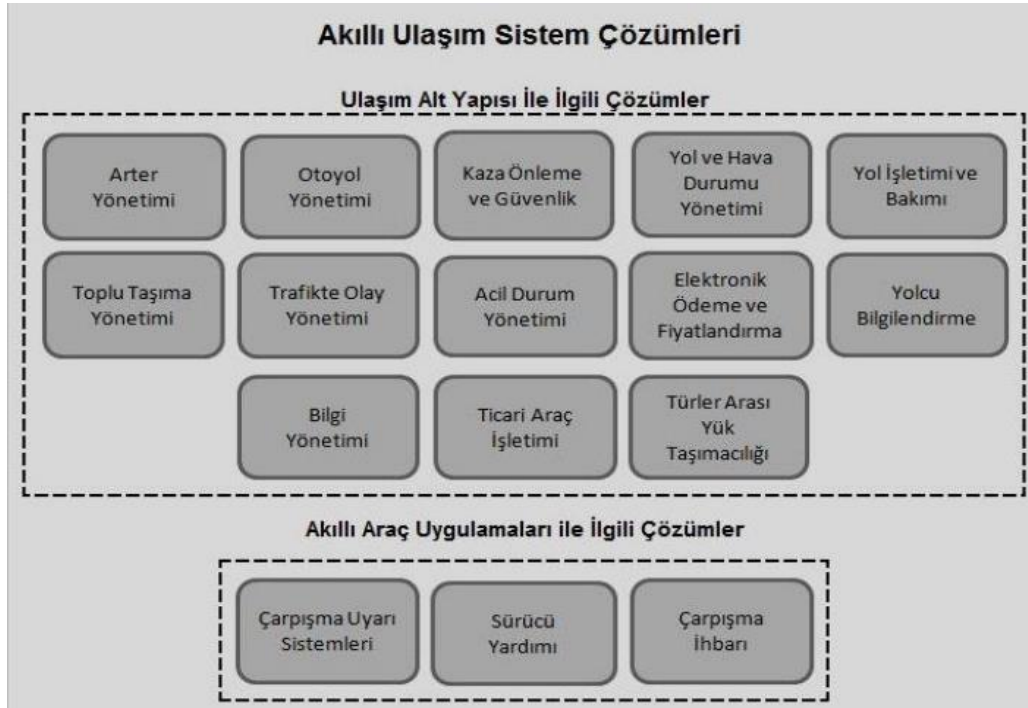 Akıllı Ulaşım Sistem Çözümleri
Ulaşım Alt Yapısı İle İlgili Çözümler
Arter
Yönetimi
Otoyol
Yönetimi
Kaza Önleme
ve Güvenlik
Yol ve Hava
Durumu
Yönetimi
Yol İşletimi ve
Bakımı
Toplu Taşıma
Yönetimi
Trafikte Olay
Yönetimi
Acil Durum
Yönetimi
Elektronik
Ödeme ve
Fiyatlandırma
Yolcu
Bilgilendirme
Bilgi
Yönetimi
Ticari Araç
İşletimi
Türler Arası
Yük
Taşımacılığı
Akıllı Araç Uygulamaları ile İlgili Çözümler
Çarpışma Uyarı
Sistemleri
Sürücü
Yardımı
Çarpışma
İhbarı